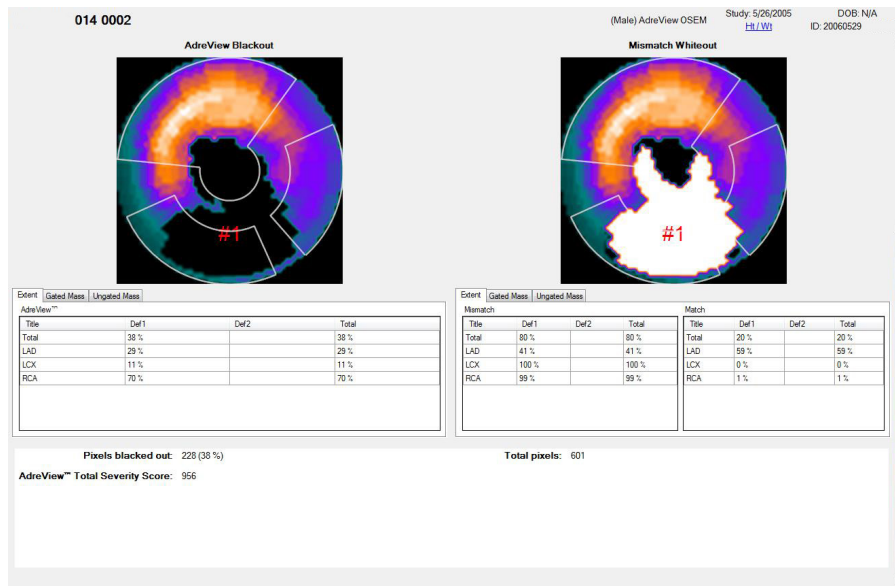 014 0002
(Male) AdreView OSEM
Study: 5/26/2005
DOB: N/A
Ht / Wt
ID: 20060529
AdreView Blackout
Mismatch Whiteout
#1
#1
Extent Gated Mass Ungated Mass
AdreView™
Title Def1 Def2 Total
Total 38 % 38 %
LAD 29 % 29 %
LCX 11 % 11 %
RCA 70 % 70 %
Extent Gated Mass Ungated Mass
Mismatch
Title Def1 Def2 Total
Total 80 % 80 %
LAD 41 % 41 %
LCX 100 % 100 %
RCA 99 % 99 %
Match
Title Def1 Def2 Total
Total 20 % 20 %
LAD 59 % 59 %
LCX 0 % 0 %
RCA 1 % 1 %
Pixels blacked out: 228 (38 %)
Total pixels: 601
AdreView™ Total Severity Score: 956